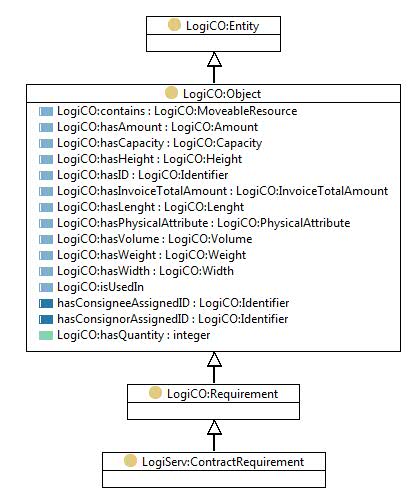 LogiCO:Entity
LogiCO:Object
LogiCO:contains : LogiCO:MoveableResource
LogiCO:hasAmount : LogiCO:Amount
LogiCO:hasCapacity : LogiCO:Capacity
LogiCO:hasHeight : LogiCO:Height
LogiCO:hasID : LogiCO:Identifier
LogiCO:hasInvoiceTotalAmount : LogiCO:InvoiceTotalAmount
LogiCO:hasLenght : LogiCO:Lenght
LogiCO:hasPhysicalAttribute : LogiCO:PhysicalAttribute
LogiCO:hasVolume : LogiCO:Volume
LogiCO:hasWeight : LogiCO:Weight
LogiCO:hasWidth : LogiCO:Width
LogiCO:isUsedIn
hasConsigneeAssignedID : LogiCO:Identifier
hasConsignorAssignedID : LogiCO:Identifier
LogiCO:hasQuantity : integer
LogiCO:Requirement
LogiServ:ContractRequirement